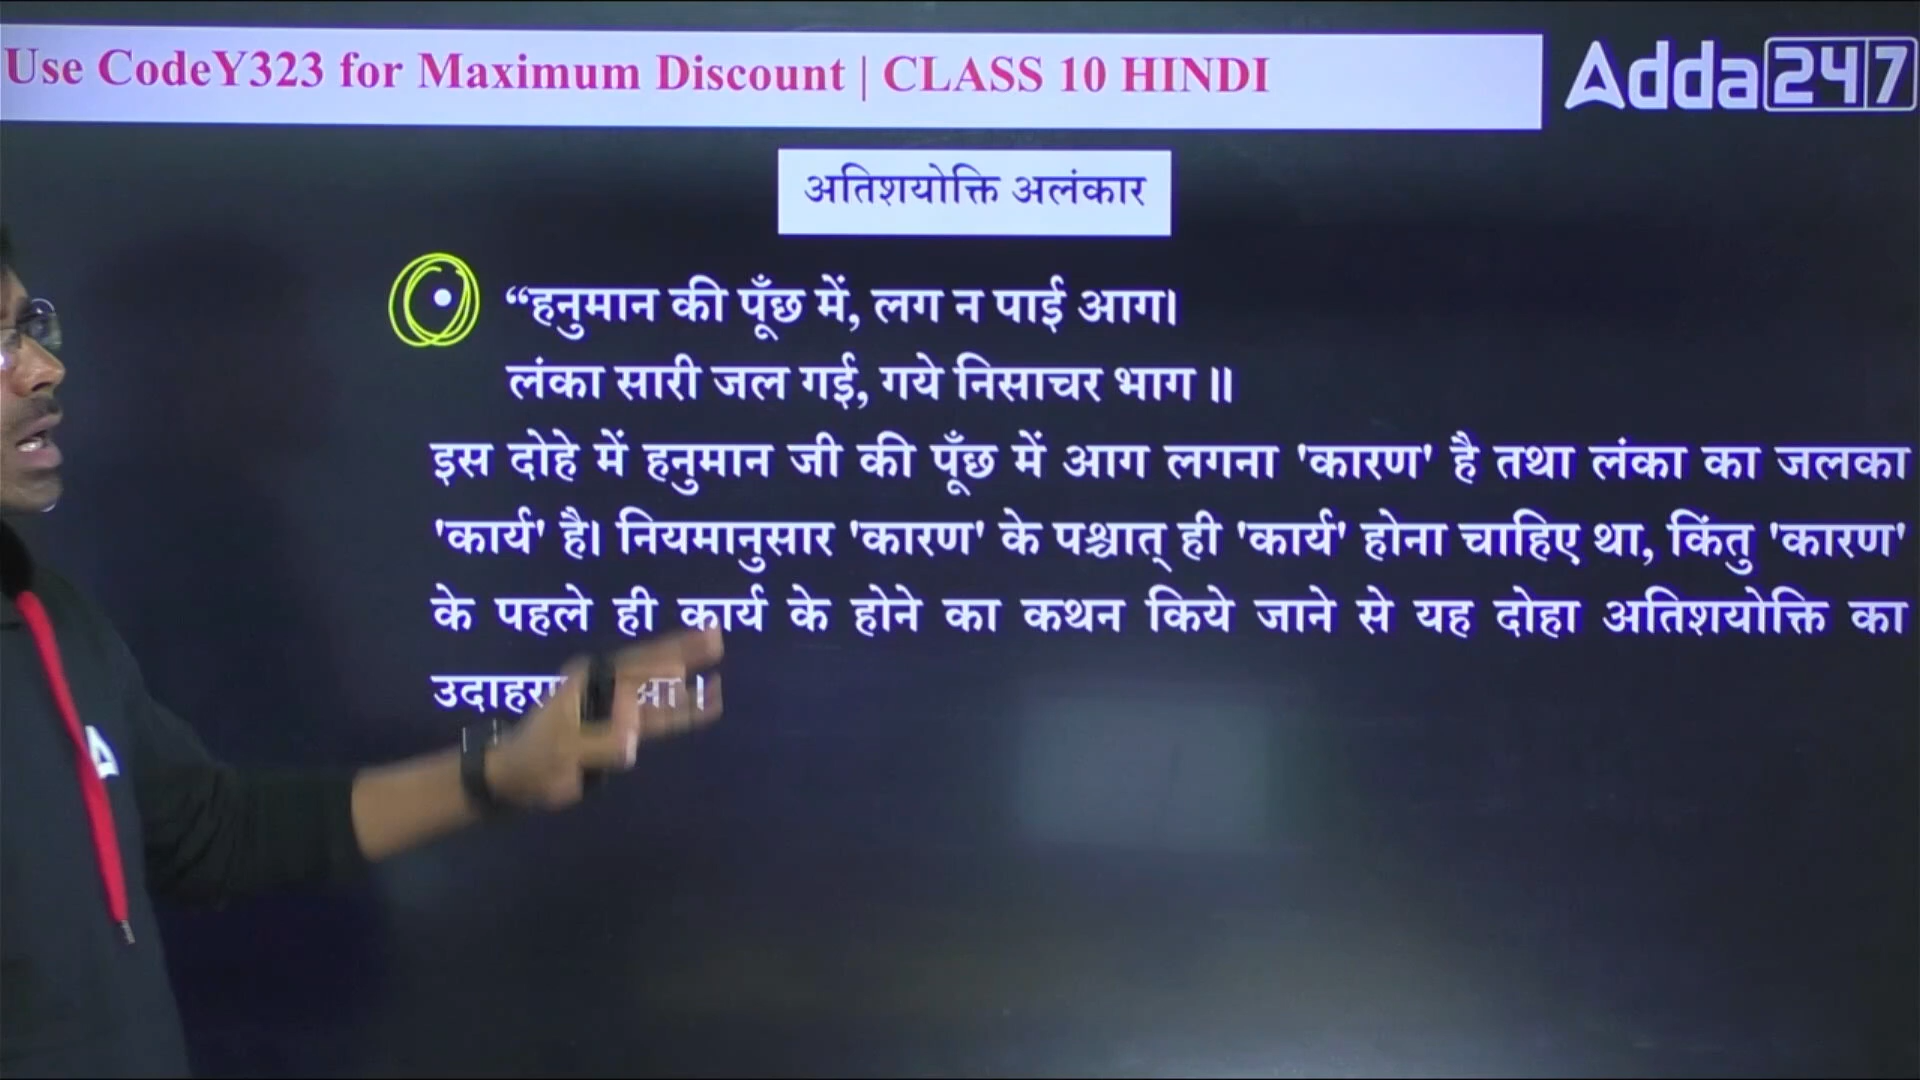 Use CodeY323 for Maximum Discount | CLASS 10 HINDI
Adda247
अतिशयोक्ति अलंकार
“हनुमान की पूँछ में, लग न पाई आग।
लंका सारी जल गई, गये निसाचर भाग ॥
इस दोहे में हनुमान जी की पूँछ में आग लगना 'कारण' है तथा लंका का जलका
'कार्य' है। नियमानुसार 'कारण' के पश्चात् ही 'कार्य' होना चाहिए था, किंतु 'कारण'
के पहले ही कार्य के होने का कथन किये जाने से यह दोहा अतिशयोक्ति का